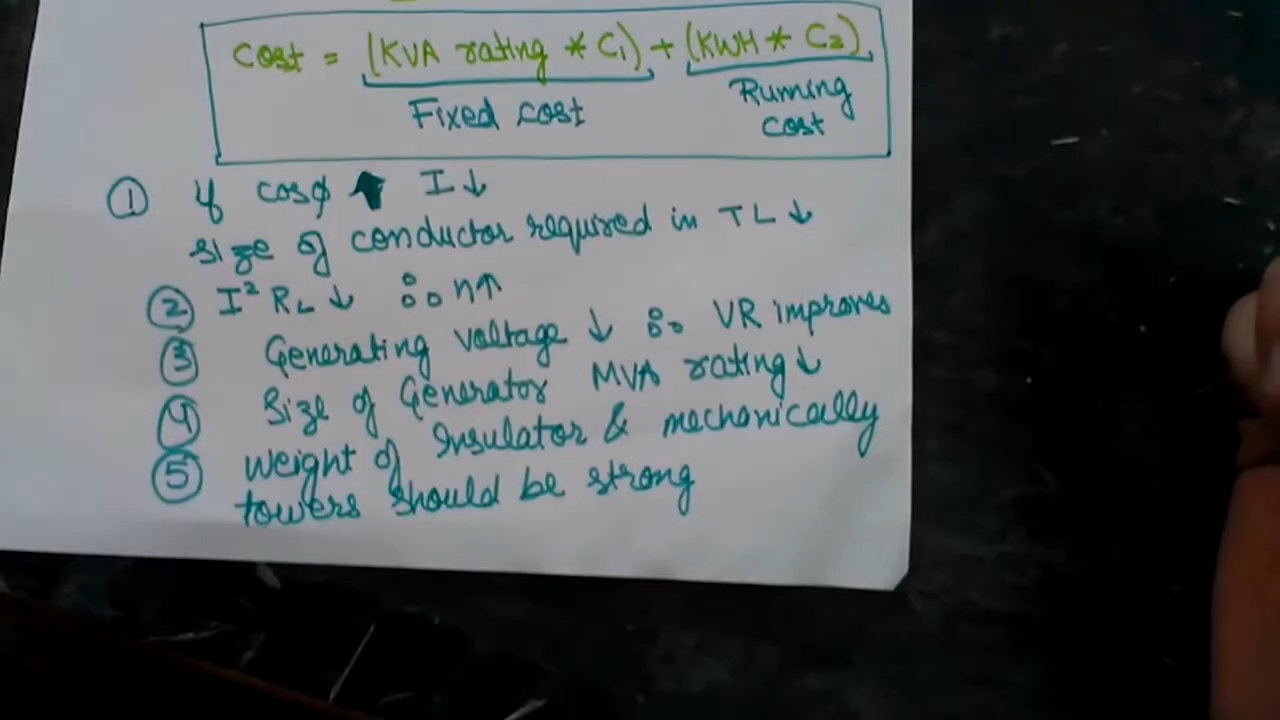 Cost = (KVA rating * C1) + (KWH * C2)
Fixed cost
Running cost
① If cosϕ ↑ I↓
Size of conductor required in TL ↓
② I² RL ↓ ∴ η↑
③ Generating voltage ↓ ∴ VR improves
④ Size of Generator MVA rating ↓
⑤ Weight of Insulator & mechanically
towers should be strong